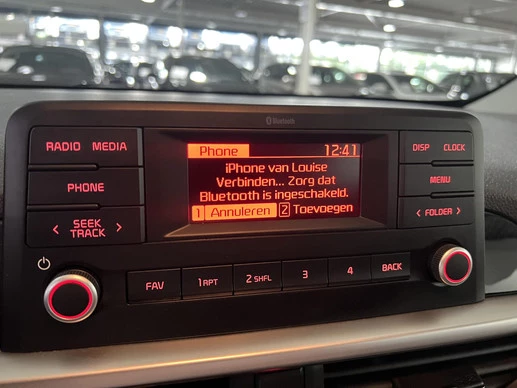 Bluetooth
RADIO MEDIA
PHONE
< SEEK >
TRACK
Phone 12:41
iPhone van Louise
Verbinden... Zorg dat
Bluetooth is ingeschakeld.
1 Annuleren 2 Toevoegen
DISP CLOCK
MENU
< FOLDER >
FAV
1 RPT
2 SHFL
3
4
BACK